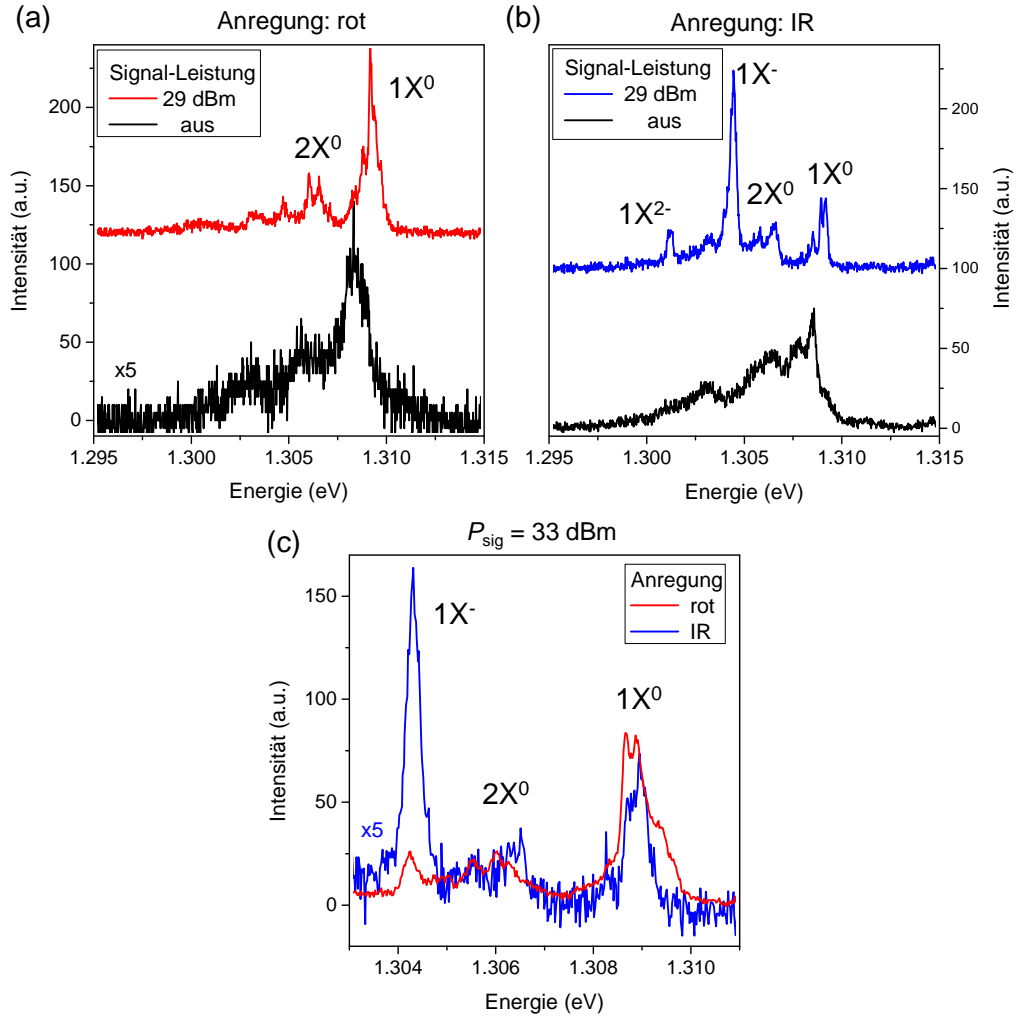 (a)
Anregung: rot
Signal-Leistung
29 dBm
aus
1X⁰
2X⁰
x5
Intensität (a.u.)
200
150
100
50
0
1.295 1.300 1.305 1.310 1.315
Energie (eV)
(b)
Anregung: IR
Signal-Leistung
29 dBm
aus
1X⁻
1X²⁻
2X⁰
1X⁰
Intensität (a.u.)
200
150
100
50
0
1.295 1.300 1.305 1.310 1.315
Energie (eV)
(c)
P_sig = 33 dBm
Anregung
rot
IR
1X⁻
2X⁰
1X⁰
x5
Intensität (a.u.)
150
100
50
0
1.304 1.306 1.308 1.310
Energie (eV)